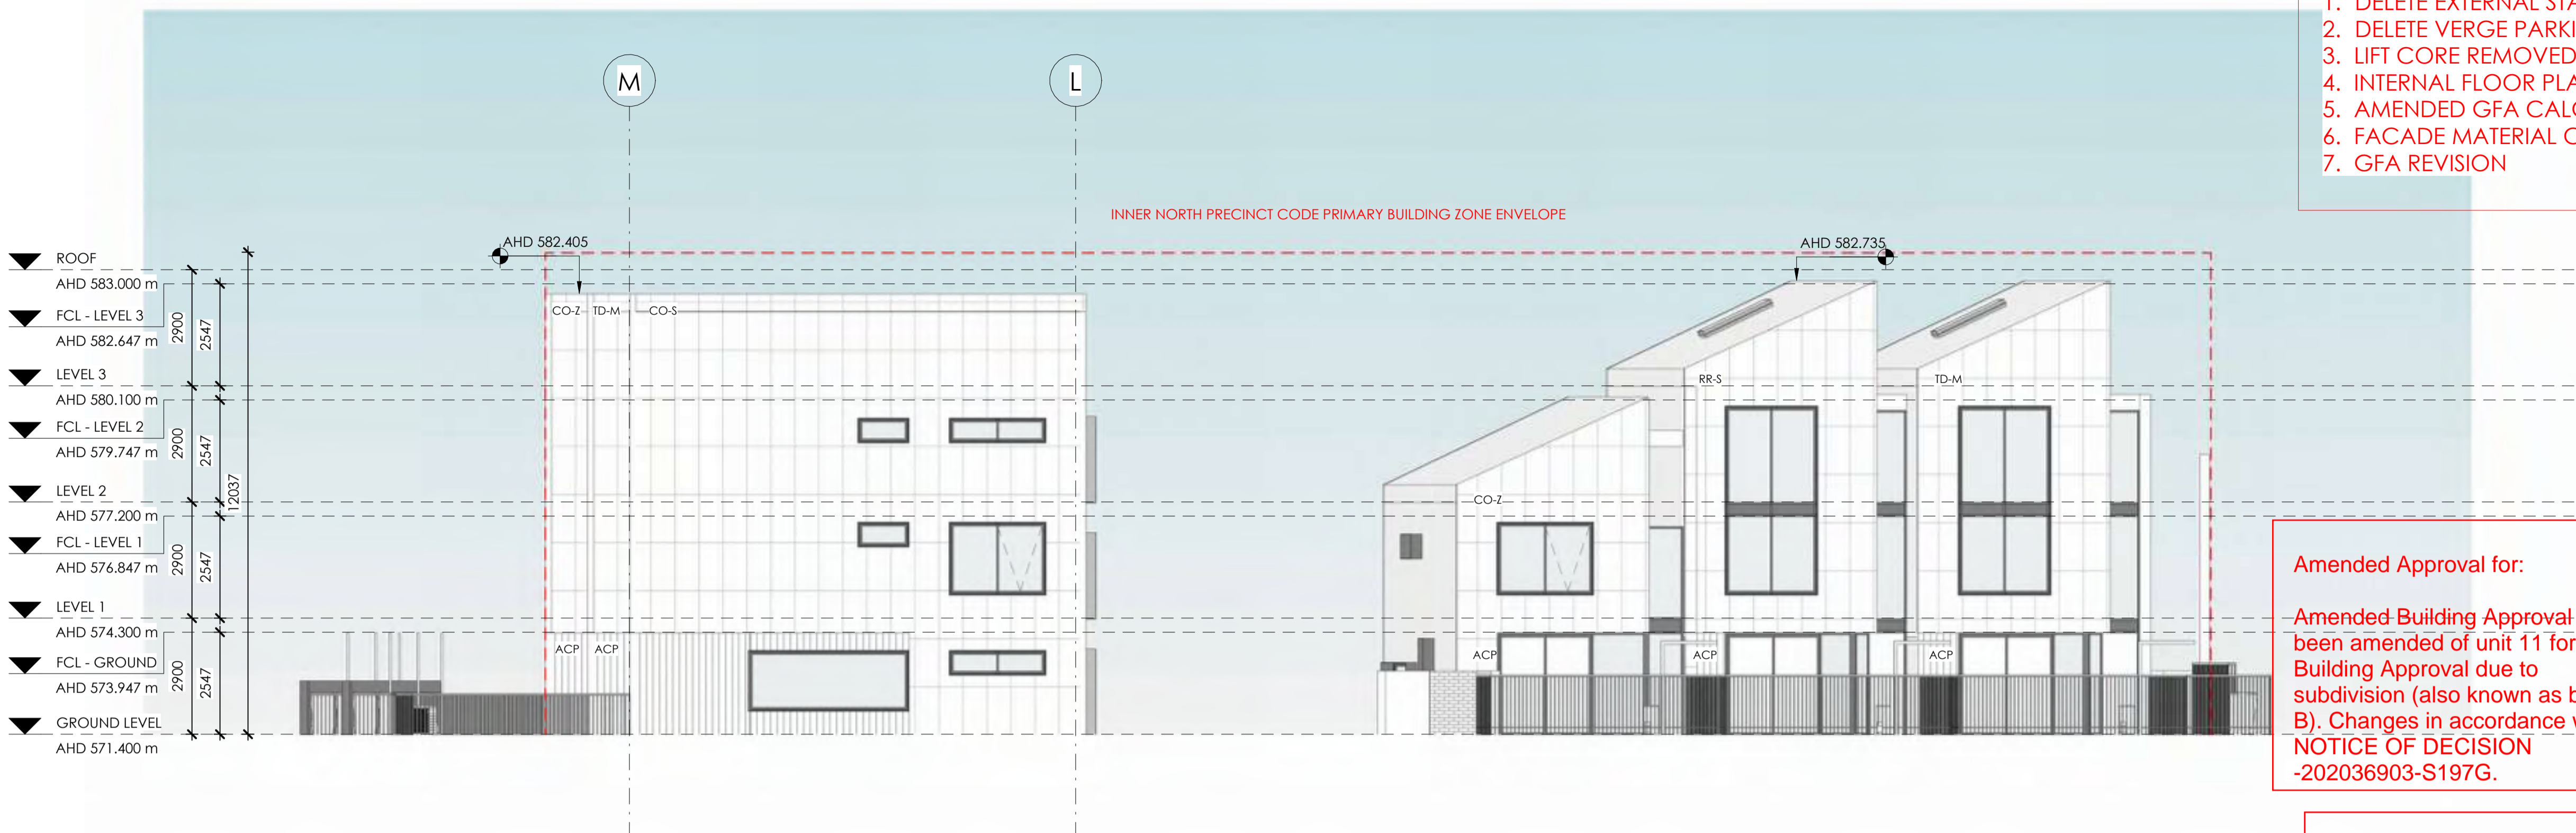 1. DELETE EXTERNAL STA
2. DELETE VERGE PARKI
3. LIFT CORE REMOVED
4. INTERNAL FLOOR PLA
5. AMENDED GFA CALC
6. FACADE MATERIAL C
7. GFA REVISION
M
L
INNER NORTH PRECINCT CODE PRIMARY BUILDING ZONE ENVELOPE
AHD 582.405
AHD 582.735
ROOF
AHD 583.000 m
FCL - LEVEL 3
AHD 582.647 m
LEVEL 3
AHD 580.100 m
FCL - LEVEL 2
AHD 579.747 m
LEVEL 2
AHD 577.200 m
FCL - LEVEL 1
AHD 576.847 m
LEVEL 1
AHD 574.300 m
FCL - GROUND
AHD 573.947 m
GROUND LEVEL
AHD 571.400 m
2900
2547
2900
2547
2900
2547
2900
2547
12037
CO-Z
TD-M
CO-S
ACP
ACP
RR-S
TD-M
CO-Z
ACP
ACP
ACP
Amended Approval for:
Amended Building Approval
been amended of unit 11 for
Building Approval due to
subdivision (also known as b
B). Changes in accordance w
NOTICE OF DECISION
-202036903-S197G.